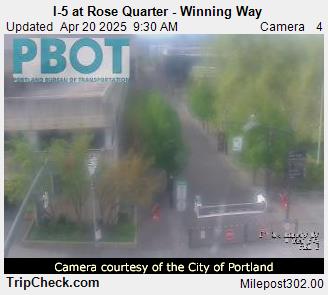 I-5 at Rose Quarter - Winning Way
Updated Apr 20 2025 9:30 AM Camera 4
PBOT
PORTLAND BUREAU OF TRANSPORTATION
Camera courtesy of the City of Portland
TripCheck.com Milepost302.00